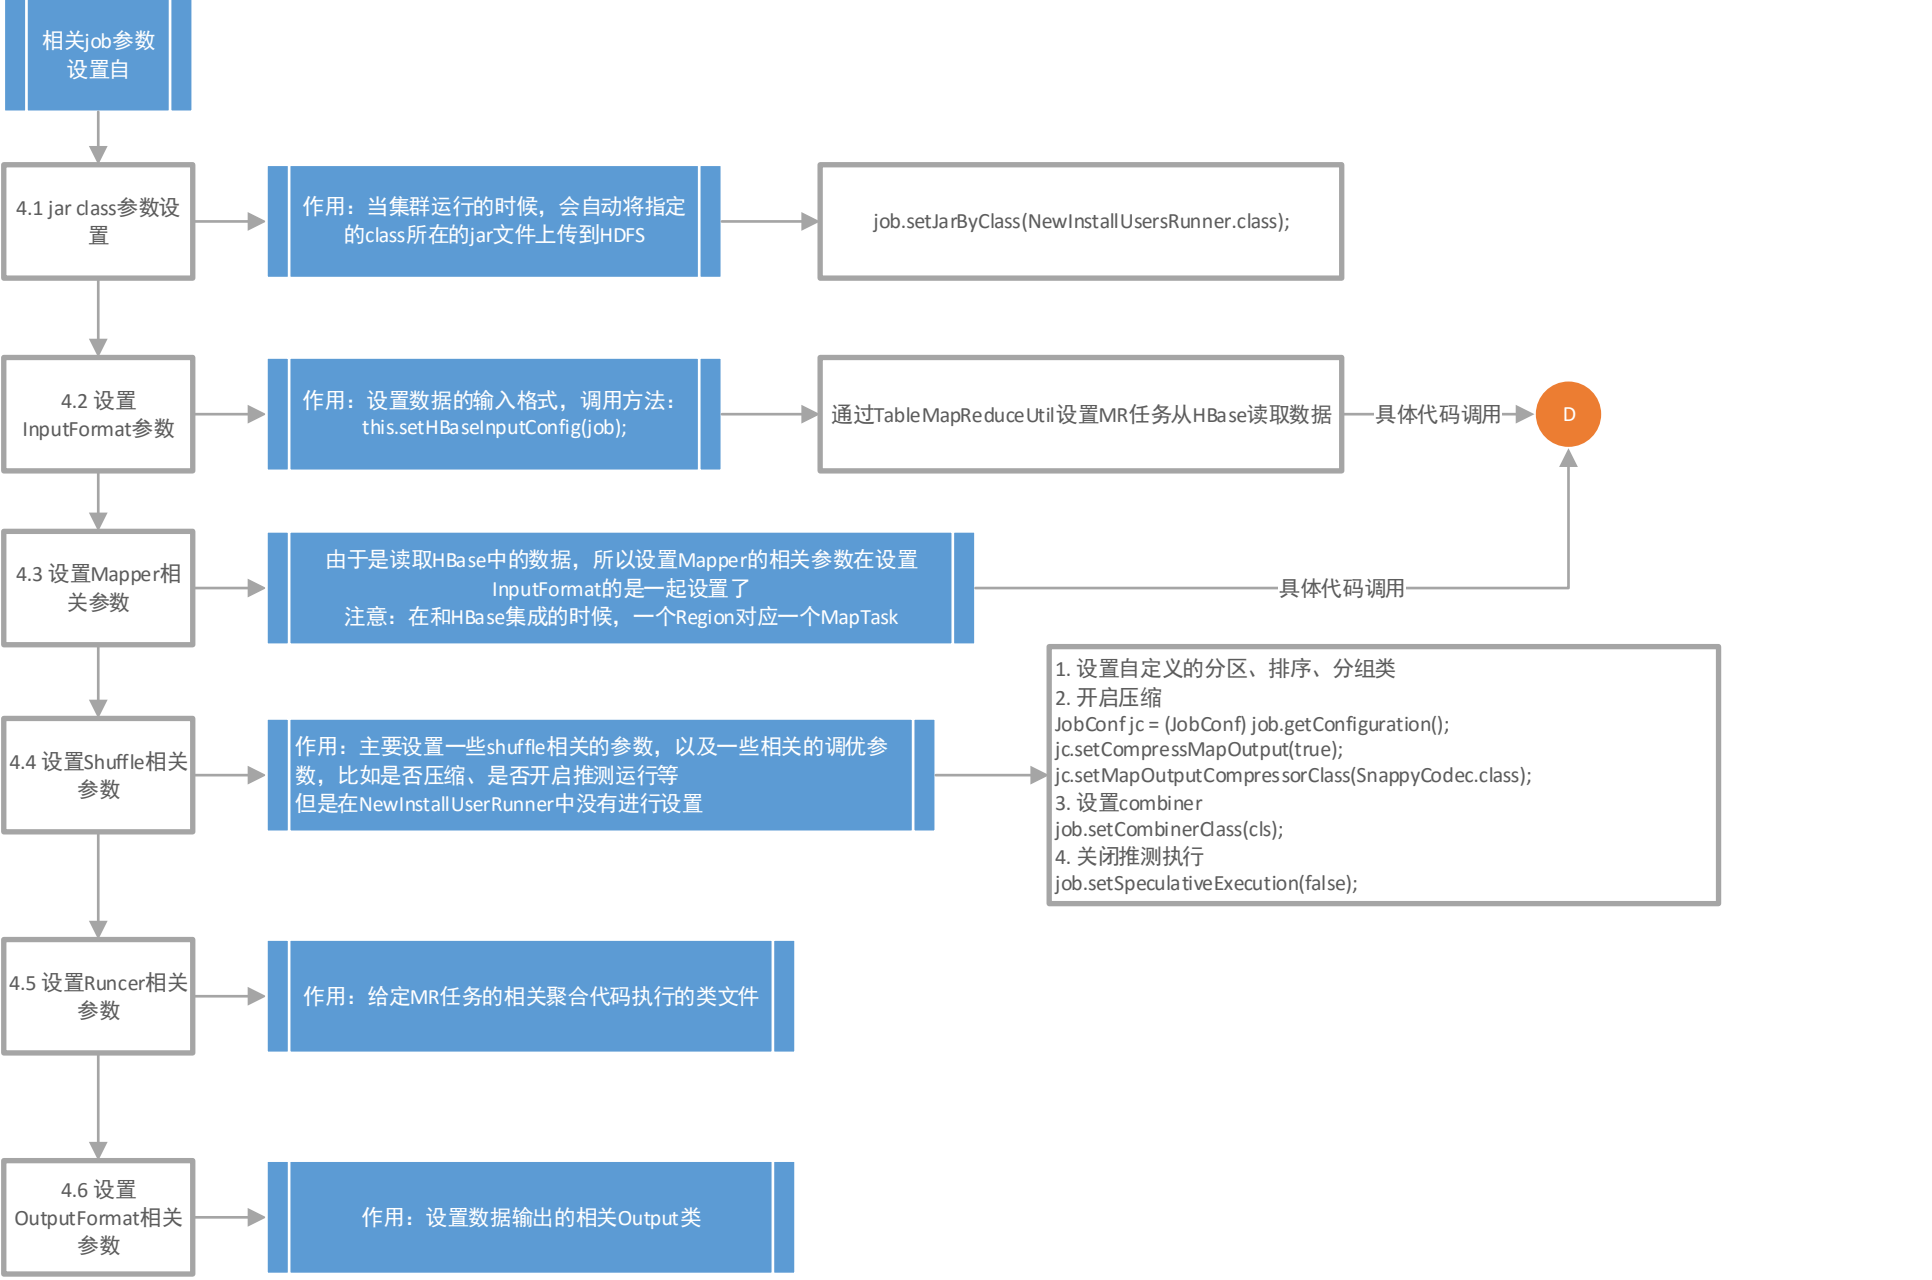 相关job参数
设置自
4.1 jar class参数设
置
作用：当集群运行的时候，会自动将指定
的class所在的jar文件上传到HDFS
job.setJarByClass(NewInstallUsersRunner.class);
4.2 设置
InputFormat参数
作用：设置数据的输入格式，调用方法：
this.setHBaseInputConfig(job);
通过TableMapReduceUtil设置MR任务从HBase读取数据
具体代码调用
D
4.3 设置Mapper相
关参数
由于是读取HBase中的数据，所以设置Mapper的相关参数在设置
InputFormat的是一起设置了
注意：在和HBase集成的时候，一个Region对应一个MapTask
具体代码调用
4.4 设置Shuffle相关
参数
作用：主要设置一些shuffle相关的参数，以及一些相关的调优参
数，比如是否压缩、是否开启推测运行等
但是在NewInstallUserRunner中没有进行设置
1. 设置自定义的分区、排序、分组类
2. 开启压缩
JobConf jc = (JobConf) job.getConfiguration();
jc.setCompressMapOutput(true);
jc.setMapOutputCompressorClass(SnappyCodec.class);
3. 设置combiner
job.setCombinerClass(cls);
4. 关闭推测执行
job.setSpeculativeExecution(false);
4.5 设置Runcer相关
参数
作用：给定MR任务的相关聚合代码执行的类文件
4.6 设置
OutputFormat相关
参数
作用：设置数据输出的相关Output类